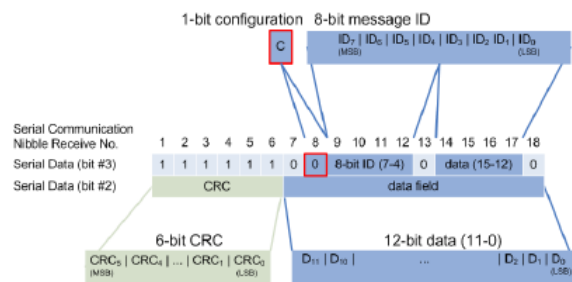 1-bit configuration 8-bit message ID
C
ID7 | ID6 | ID5 | ID4 | ID3 | ID2 ID1 | ID0
(MSB) (LSB)
Serial Communication
Nibble Receive No. 1 2 3 4 5 6 7 8 9 10 11 12 13 14 15 16 17 18
Serial Data (bit #3) 1 1 1 1 1 1 0 0 8-bit ID (7-4) 0 data (15-12) 0
Serial Data (bit #2) CRC data field
6-bit CRC 12-bit data (11-0)
CRC5 | CRC4 | ... | CRC1 | CRC0 D11 | D10 | ... | D2 | D1 | D0
(MSB) (LSB) (MSB) (LSB)